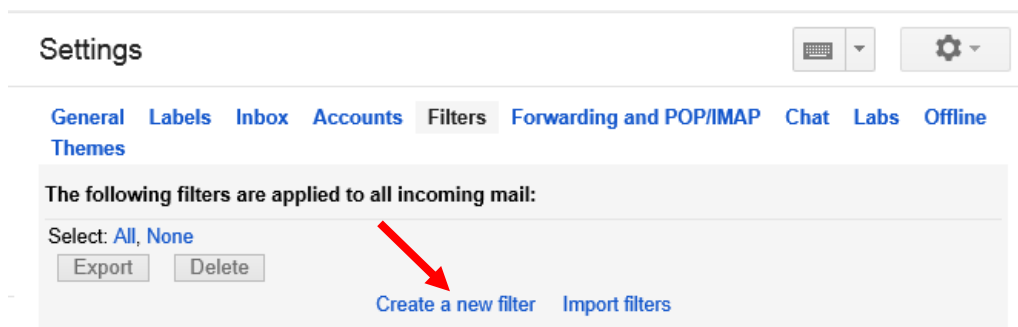 Settings
General Labels Inbox Accounts Filters Forwarding and POP/IMAP Chat Labs Offline
Themes
The following filters are applied to all incoming mail:
Select: All, None
Export Delete
Create a new filter Import filters